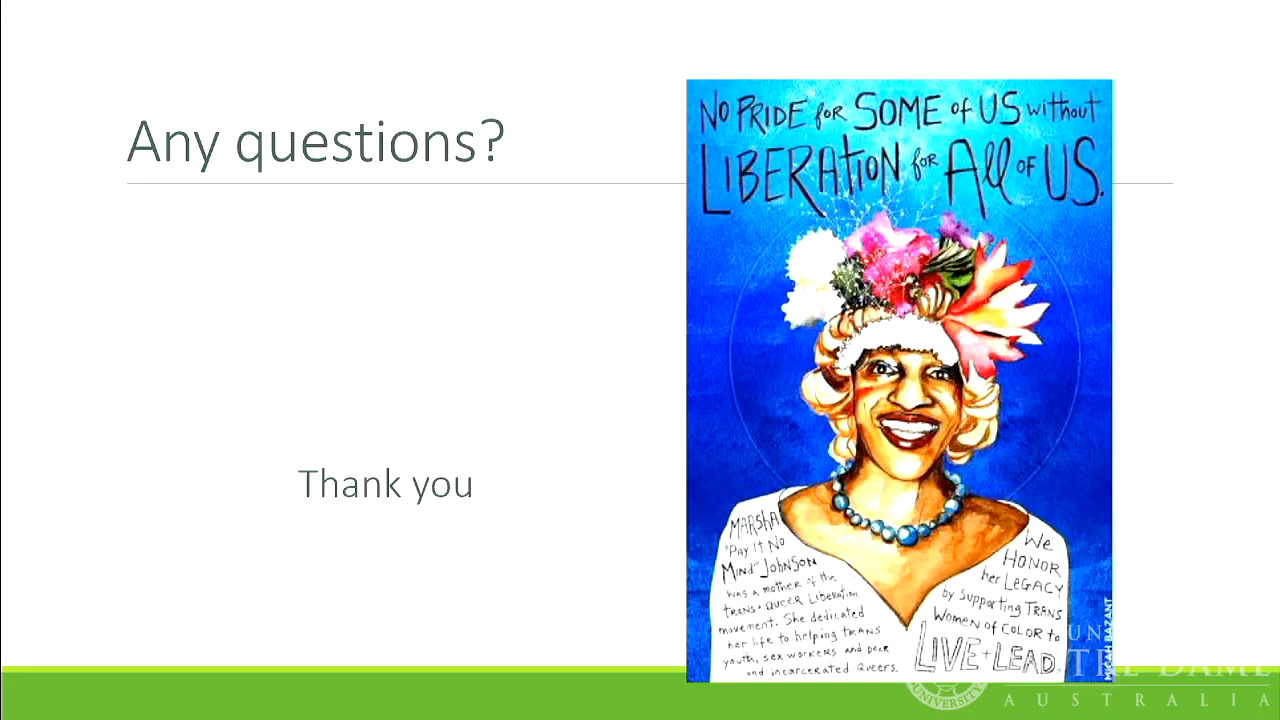 Any questions?
Thank you
NO PRIDE for SOME of US without
LIBERATION for All OF US.
MARSHA
"Pay It No
Mind" Johnson
was a mother of the
TRANS + QUEER Liberation
movement. She dedicated
her life to helping TRANS
youth, sex workers and poor
and incarcerated Queers.
We
HONOR
her LEGACY
by Supporting TRANS
Women of COLOR to
LIVE + LEAD.
MICAH BAZANT
UNIVERSITY
DAME
AUSTRALIA